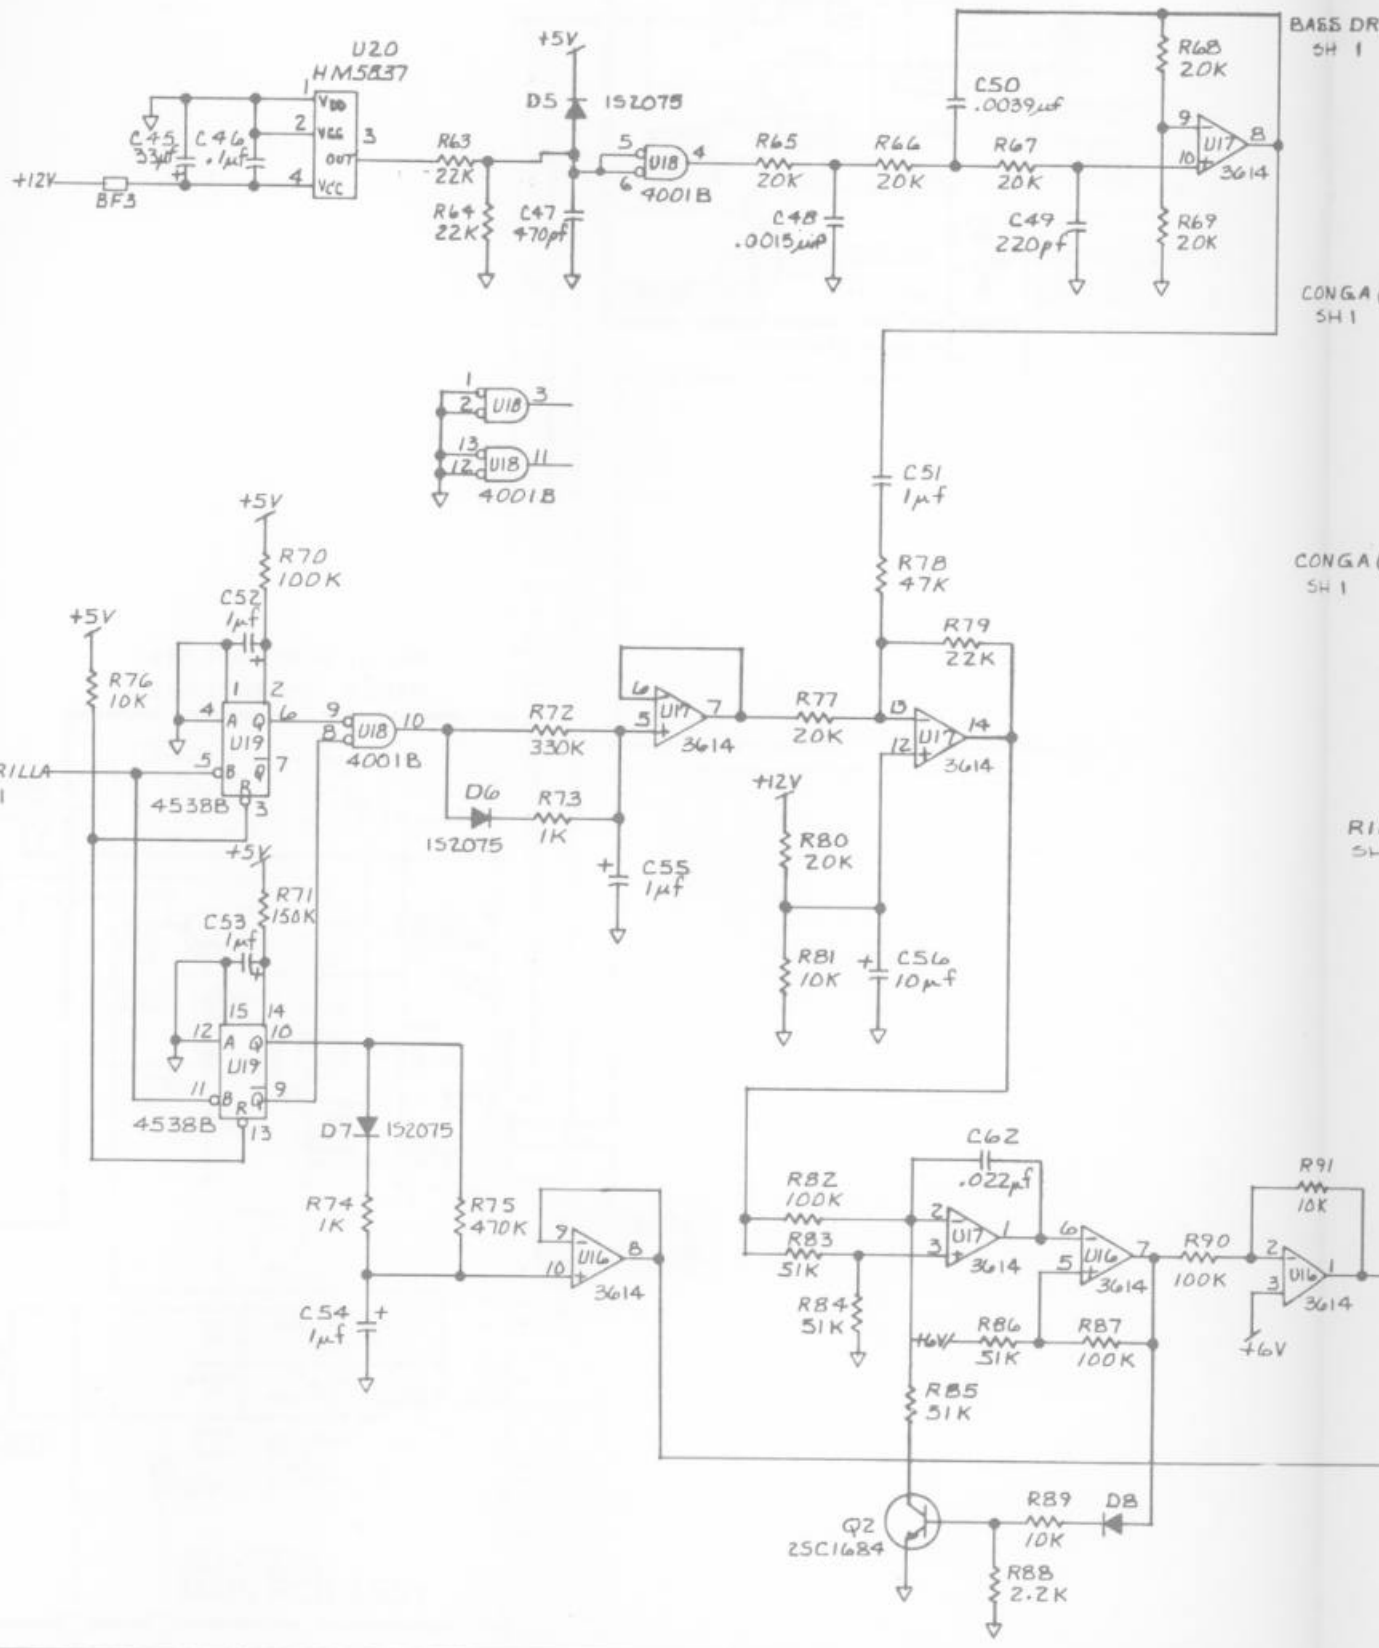 U20
HM5837
1
VDD
2
VGG
3
OUT
4
VCC
C45
33µf
+
C46
.1µf
+12V
BF3
R63
22K
R64
22K
+5V
D5
1S2075
C47
470pf
5
6
U18
4
4001B
R65
20K
C48
R66
20K
C50
.0039µf
R67
20K
C49
220pf
R68
20K
9
-
10
+
U17
8
3614
R69
20K
BASS DR
SH 1
CONGA
SH 1
1
2
U18
3
13
12
U18
11
4001B
C51
1µf
R78
47K
CONGA
SH 1
+5V
R70
100K
C52
1µf
+
+5V
R76
10K
1
2
4
A
Q
6
U19
5
B
Q
7
R
3
4538B
RILLA
1
9
8
U18
10
4001B
R72
330K
D6
1S2075
R73
1K
+
C55
1µf
6
-
5
+
U17
7
3614
R77
20K
R79
22K
13
-
12
+
U17
14
3614
+12V
R80
20K
R81
10K
+
C56
10µf
RI
+5V
R71
150K
C53
1µf
+
15
14
12
A
Q
10
U19
11
B
Q
9
R
13
4538B
D7
1S2075
R74
1K
R75
470K
C54
1µf
+
9
-
10
+
U16
8
3614
R82
100K
R83
51K
R84
51K
C62
.022µf
2
-
3
+
U17
1
3614
6
-
5
+
U16
7
3614
+6V
R86
51K
R87
100K
R90
100K
R91
10K
2
-
3
U16
1
3614
+6V
R85
51K
Q2
2SC1684
R89
10K
D8
R88
2.2K